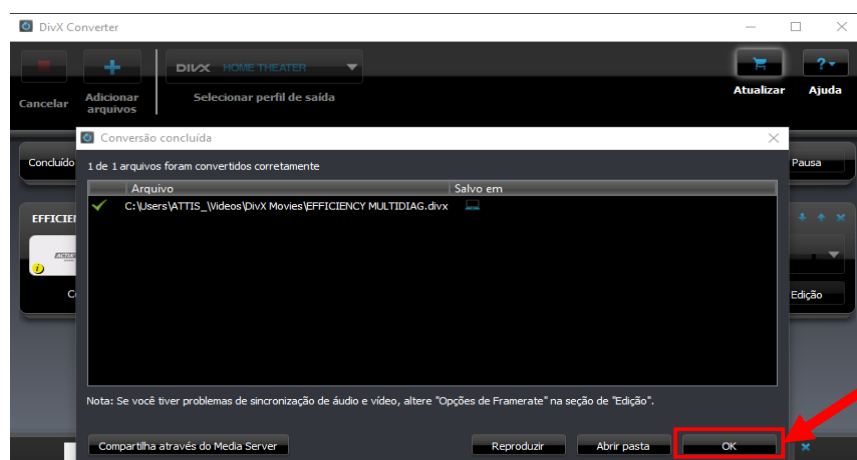 DivX Converter
Cancelar
Adicionar arquivos
DIVX HOME THEATER
Selecionar perfil de saída
Atualizar
?
Ajuda
Conversão concluída
Concluído
1 de 1 arquivos foram convertidos corretamente
Pausa
Arquivo Salvo em
C:\Users\ATTIS_\Videos\DivX Movies\EFFICIENCY MULTIDIAG.divx
EFFICIE
Edição
Nota: Se você tiver problemas de sincronização de áudio e vídeo, altere "Opções de Framerate" na seção de "Edição".
Compartilha através do Media Server
Reproduzir
Abrir pasta
OK